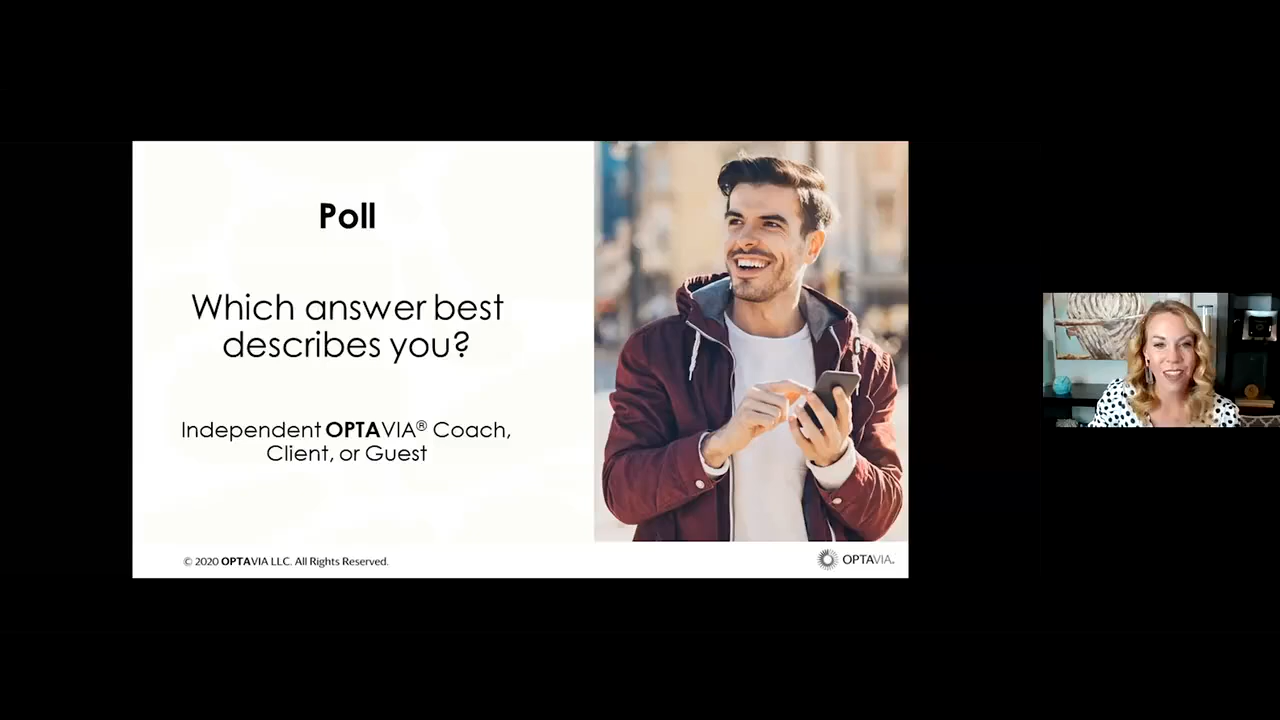 Poll
Which answer best
describes you?
Independent OPTAVIA® Coach,
Client, or Guest
© 2020 OPTAVIA LLC. All Rights Reserved.
OPTAVIA.